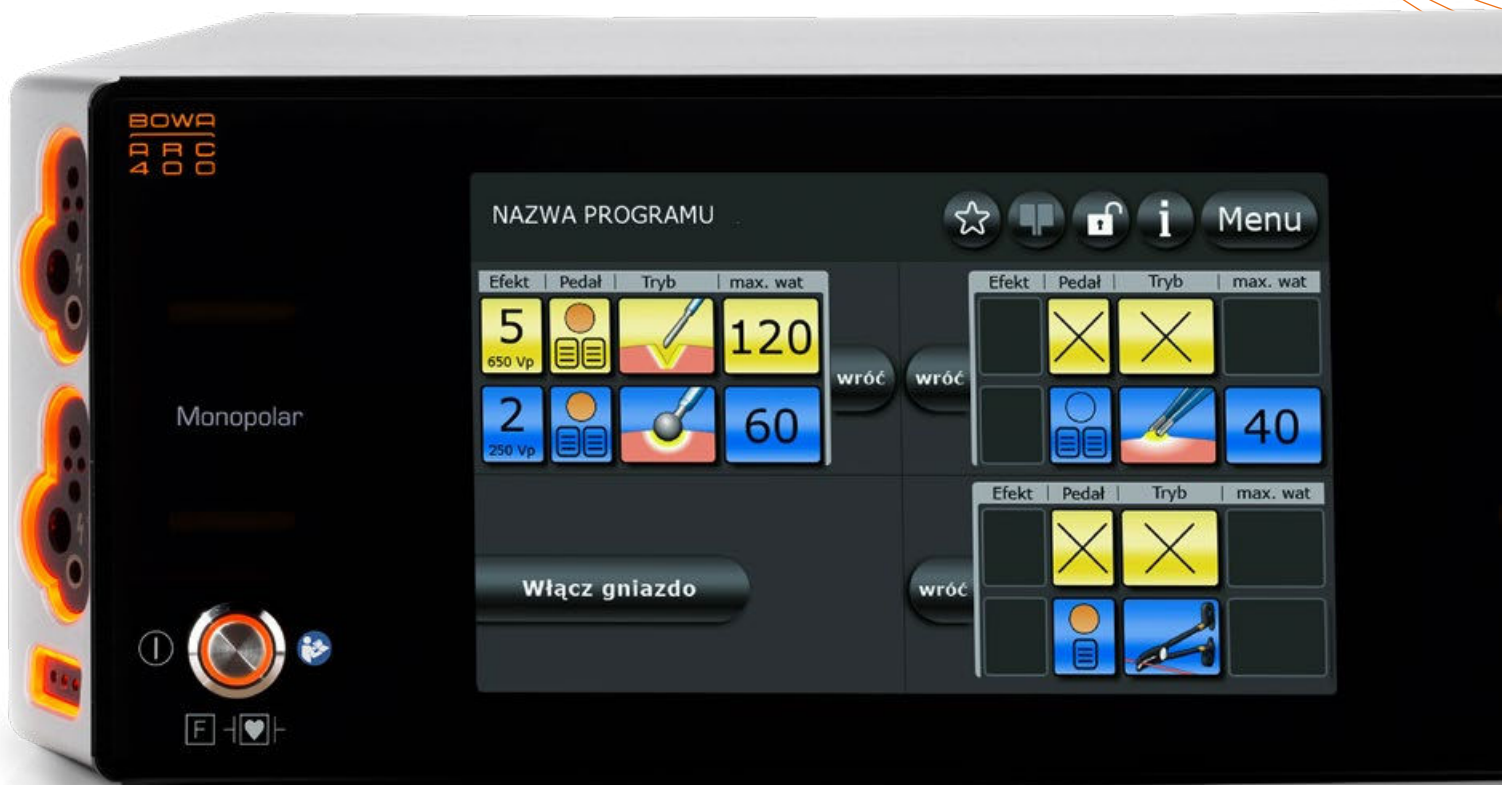 BOWA
ARC
400
NAZWA PROGRAMU
i Menu
Efekt Pedał Tryb max. wat
5 120
650 Vp
wróć
2 60
250 Vp
Efekt Pedał Tryb max. wat
wróć
40
Monopolar
Włącz gniazdo
Efekt Pedał Tryb max. wat
wróć
F